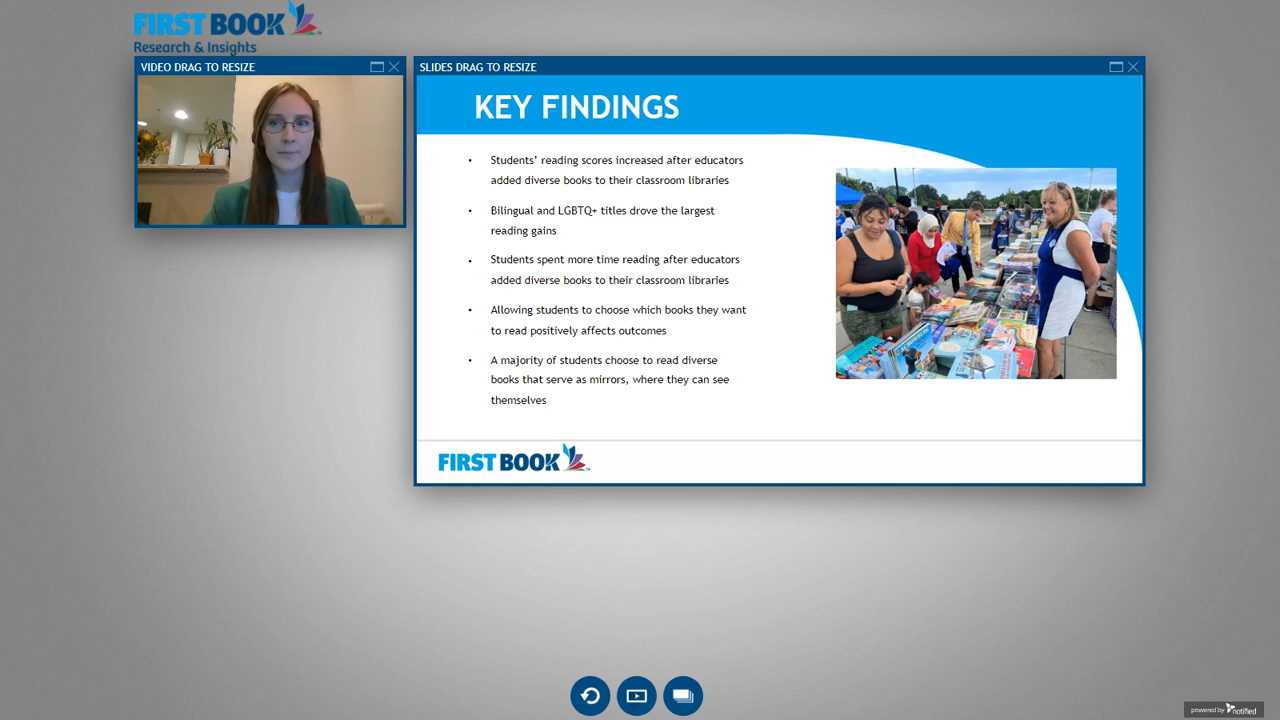 FIRST BOOK
Research & Insights
VIDEO DRAG TO RESIZE
SLIDES DRAG TO RESIZE
KEY FINDINGS
• Students’ reading scores increased after educators
added diverse books to their classroom libraries
• Bilingual and LGBTQ+ titles drove the largest
reading gains
• Students spent more time reading after educators
added diverse books to their classroom libraries
• Allowing students to choose which books they want
to read positively affects outcomes
• A majority of students choose to read diverse
books that serve as mirrors, where they can see
themselves
FIRST BOOK
powered by notified